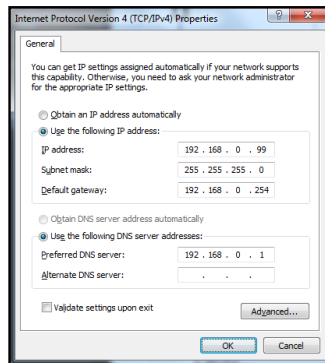 Internet Protocol Version 4 (TCP/IPv4) Properties
General
You can get IP settings assigned automatically if your network supports
this capability. Otherwise, you need to ask your network administrator
for the appropriate IP settings.
Obtain an IP address automatically
Use the following IP address:
IP address: 192 . 168 . 0 . 99
Subnet mask: 255 . 255 . 255 . 0
Default gateway: 192 . 168 . 0 . 254
Obtain DNS server address automatically
Use the following DNS server addresses:
Preferred DNS server: 192 . 168 . 0 . 1
Alternate DNS server: . . .
Validate settings upon exit
Advanced...
OK Cancel